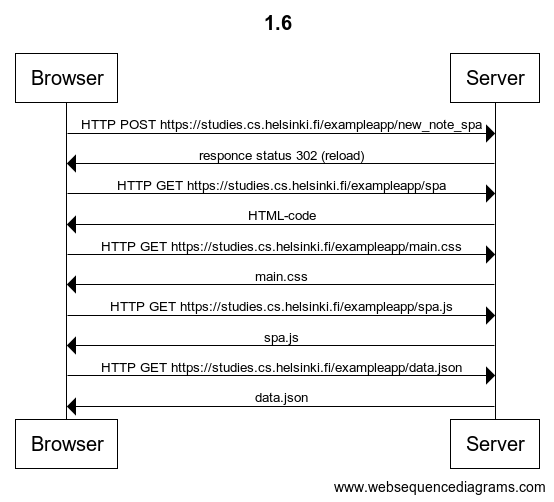 1.6
Browser Server
HTTP POST https://studies.cs.helsinki.fi/exampleapp/new_note_spa
responce status 302 (reload)
HTTP GET https://studies.cs.helsinki.fi/exampleapp/spa
HTML-code
HTTP GET https://studies.cs.helsinki.fi/exampleapp/main.css
main.css
HTTP GET https://studies.cs.helsinki.fi/exampleapp/spa.js
spa.js
HTTP GET https://studies.cs.helsinki.fi/exampleapp/data.json
data.json
Browser Server
www.websequencediagrams.com